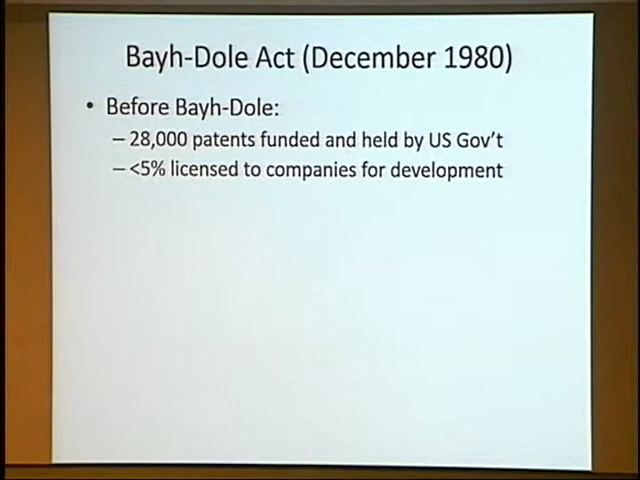 Bayh-Dole Act (December 1980)
• Before Bayh-Dole:
– 28,000 patents funded and held by US Gov't
– <5% licensed to companies for development